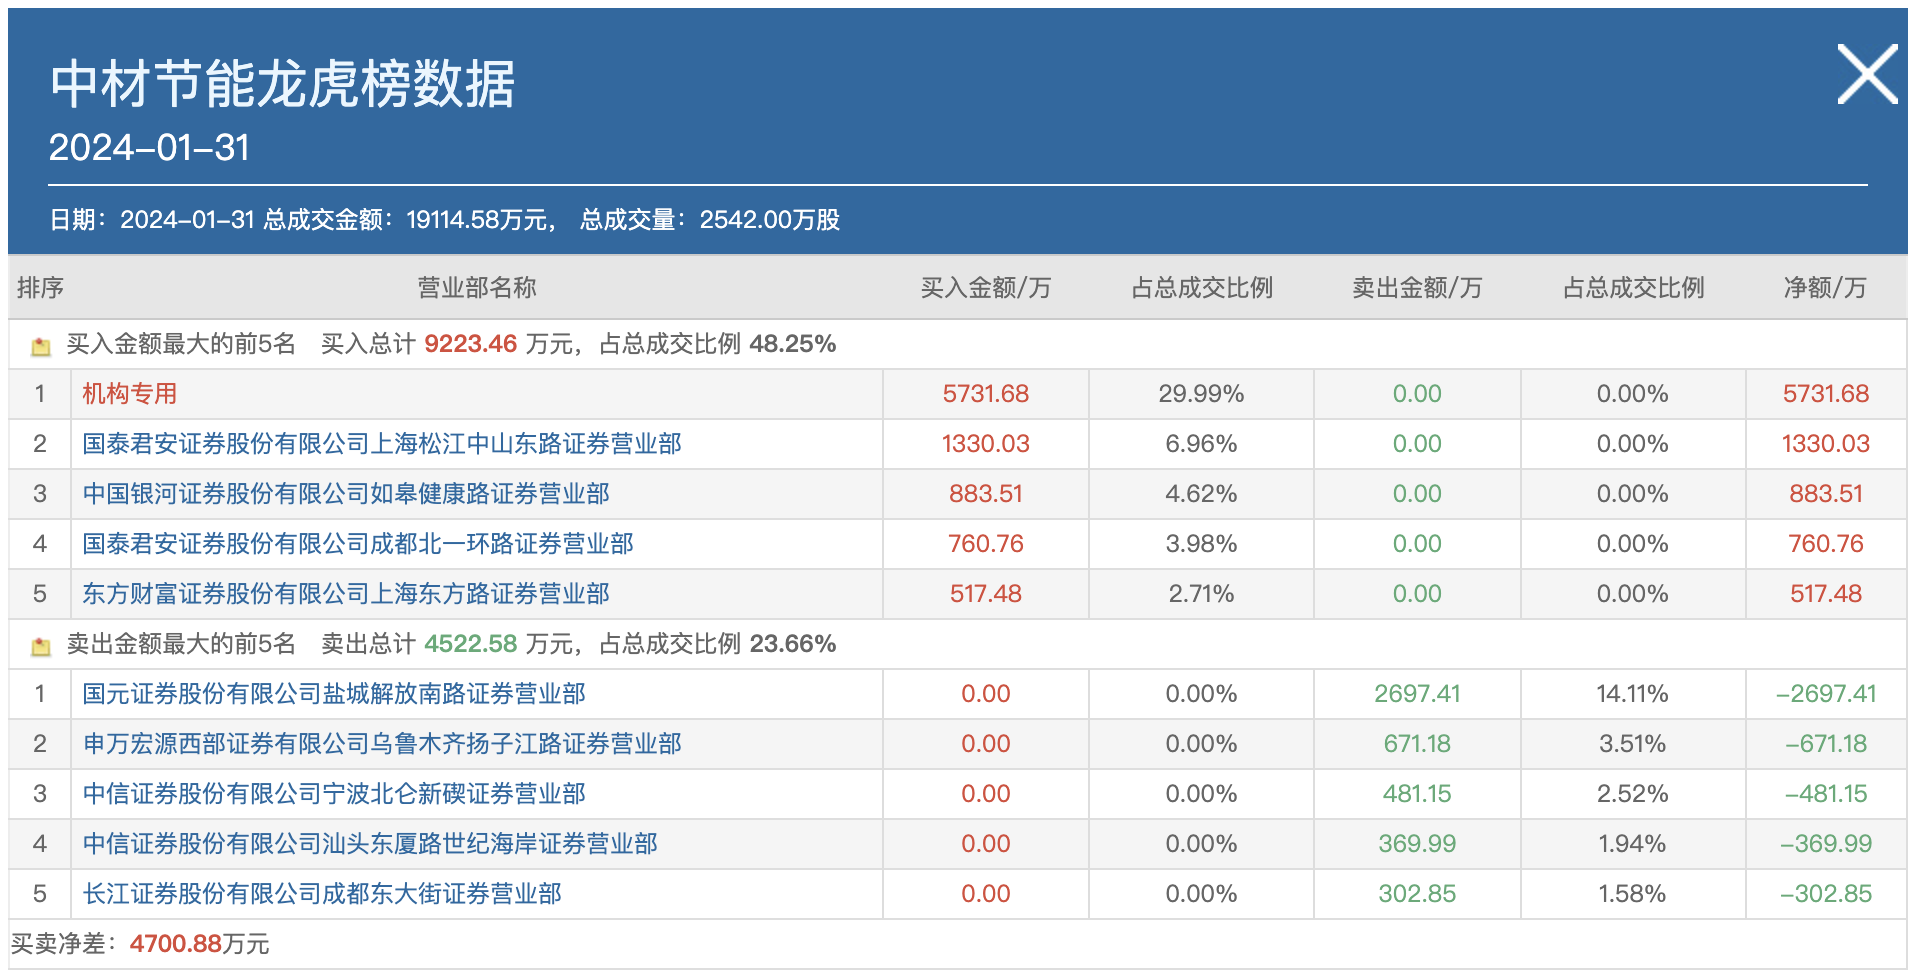 中材节能龙虎榜数据
2024-01-31
日期：2024-01-31 总成交金额：19114.58万元， 总成交量：2542.00万股
排序 营业部名称 买入金额/万 占总成交比例 卖出金额/万 占总成交比例 净额/万
买入金额最大的前5名 买入总计 9223.46 万元，占总成交比例 48.25%
1 机构专用 5731.68 29.99% 0.00 0.00% 5731.68
2 国泰君安证券股份有限公司上海松江中山东路证券营业部 1330.03 6.96% 0.00 0.00% 1330.03
3 中国银河证券股份有限公司如皋健康路证券营业部 883.51 4.62% 0.00 0.00% 883.51
4 国泰君安证券股份有限公司成都北一环路证券营业部 760.76 3.98% 0.00 0.00% 760.76
5 东方财富证券股份有限公司上海东方路证券营业部 517.48 2.71% 0.00 0.00% 517.48
卖出金额最大的前5名 卖出总计 4522.58 万元，占总成交比例 23.66%
1 国元证券股份有限公司盐城解放南路证券营业部 0.00 0.00% 2697.41 14.11% -2697.41
2 申万宏源西部证券有限公司乌鲁木齐扬子江路证券营业部 0.00 0.00% 671.18 3.51% -671.18
3 中信证券股份有限公司宁波北仑新碶证券营业部 0.00 0.00% 481.15 2.52% -481.15
4 中信证券股份有限公司汕头东厦路世纪海岸证券营业部 0.00 0.00% 369.99 1.94% -369.99
5 长江证券股份有限公司成都东大街证券营业部 0.00 0.00% 302.85 1.58% -302.85
买卖净差：4700.88万元